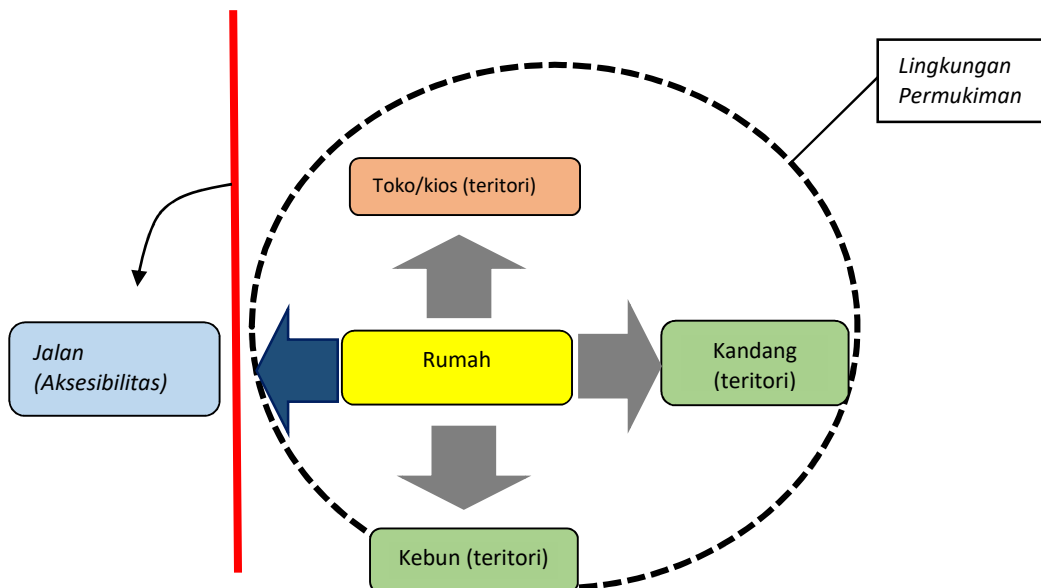 Lingkungan
Permukiman
Toko/kios (teritori)
Jalan
(Aksesibilitas)
Rumah
Kandang
(teritori)
Kebun (teritori)